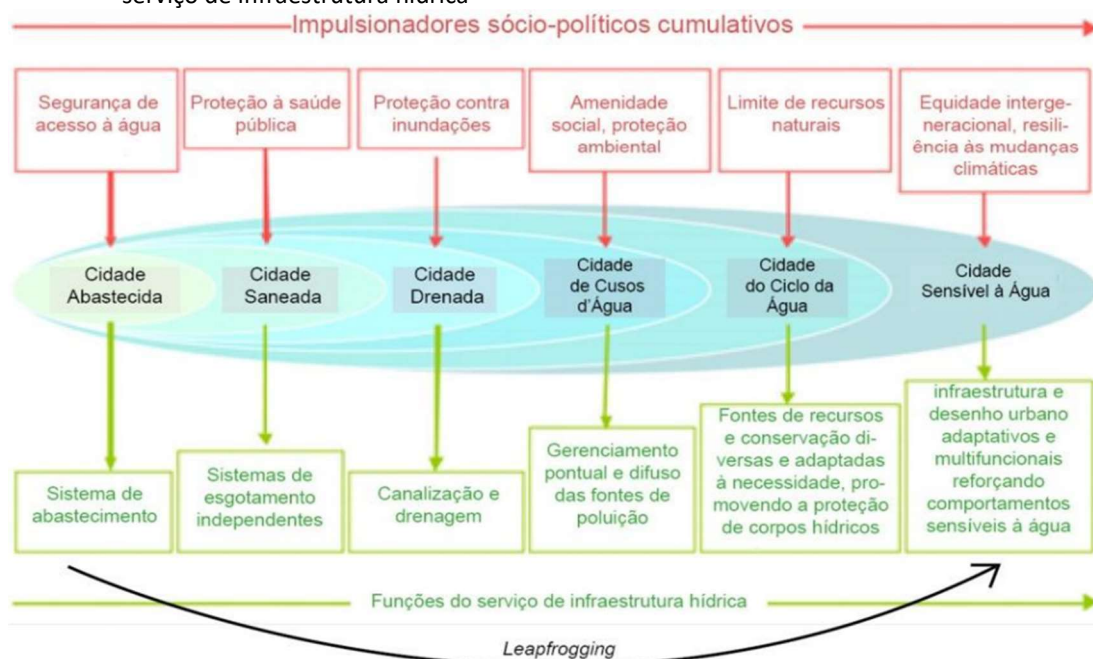 serviço de infraestrutura hídrica
Impulsionadores sócio-políticos cumulativos
Segurança de
acesso à água
Proteção à saúde
pública
Proteção contra
inundações
Amenidade
social, proteção
ambiental
Limite de recursos
naturais
Equidade interge-
neracional, resili-
ência às mudanças
climáticas
Cidade
Abastecida
Cidade
Saneada
Cidade
Drenada
Cidade
de Cusos
d'Água
Cidade
do Ciclo da
Água
Cidade
Sensível à Água
Sistema de
abastecimento
Sistemas de
esgotamento
independentes
Canalização e
drenagem
Gerenciamento
pontual e difuso
das fontes de
poluição
Fontes de recursos
e conservação di-
versas e adaptadas
à necessidade, pro-
movendo a proteção
de corpos hídricos
infraestrutura e
desenho urbano
adaptativos e
multifuncionais
reforçando
comportamentos
sensíveis à água
Funções do serviço de infraestrutura hídrica
Leapfrogging